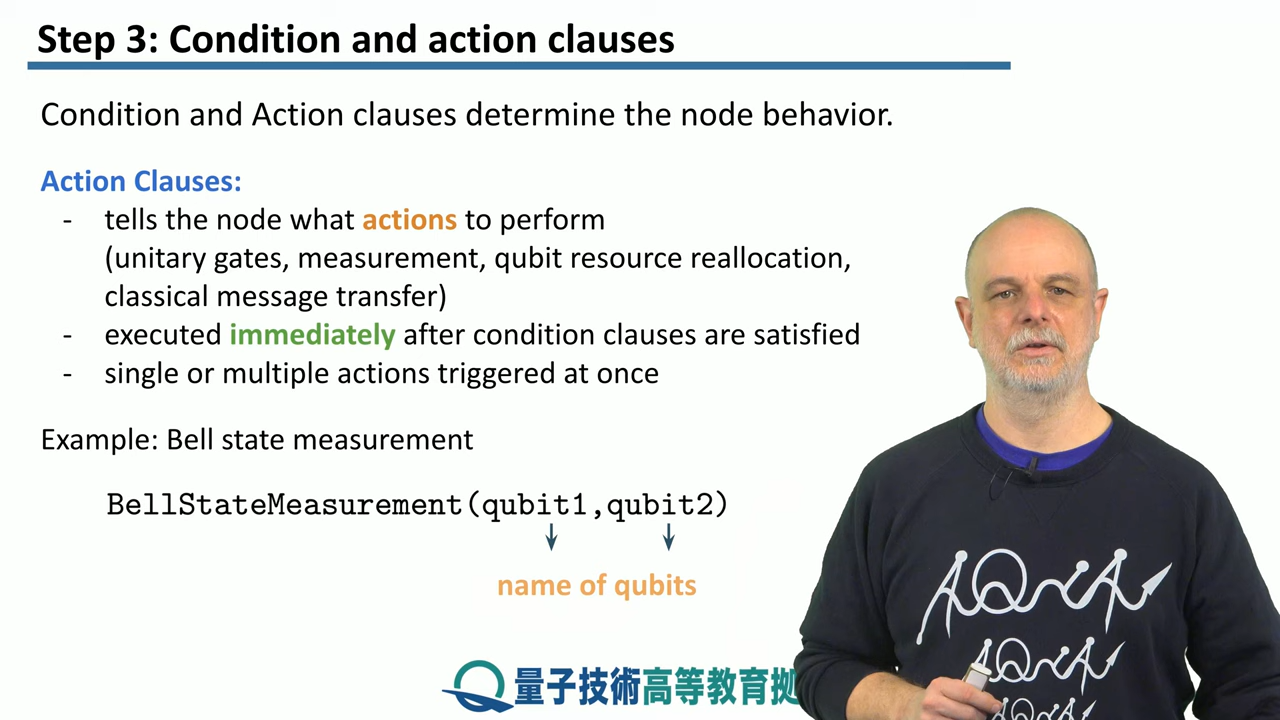 Step 3: Condition and action clauses
Condition and Action clauses determine the node behavior.
Action Clauses:
- tells the node what actions to perform
(unitary gates, measurement, qubit resource reallocation,
classical message transfer)
- executed immediately after condition clauses are satisfied
- single or multiple actions triggered at once
Example: Bell state measurement
BellStateMeasurement(qubit1,qubit2)
name of qubits
量子技術高等教育拠
AQUA
AQUA